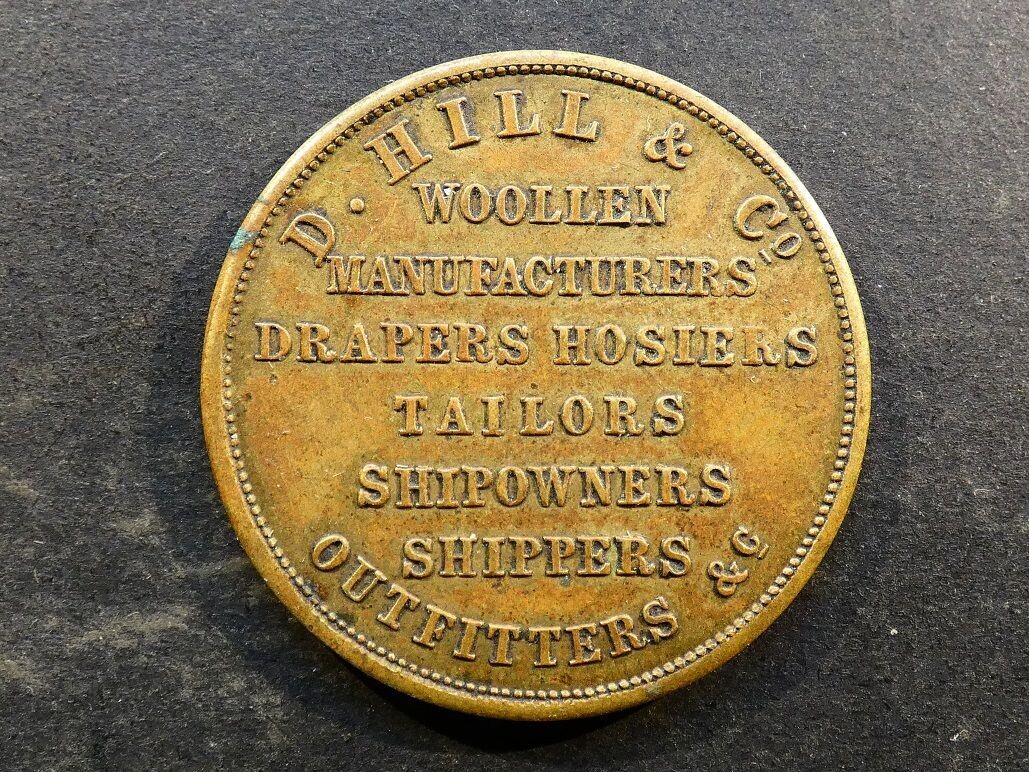 D. HILL & Co.
WOOLLEN
MANUFACTURERS
DRAPERS HOSIERS
TAILORS
SHIPOWNERS
SHIPPERS
OUTFITTERS &c